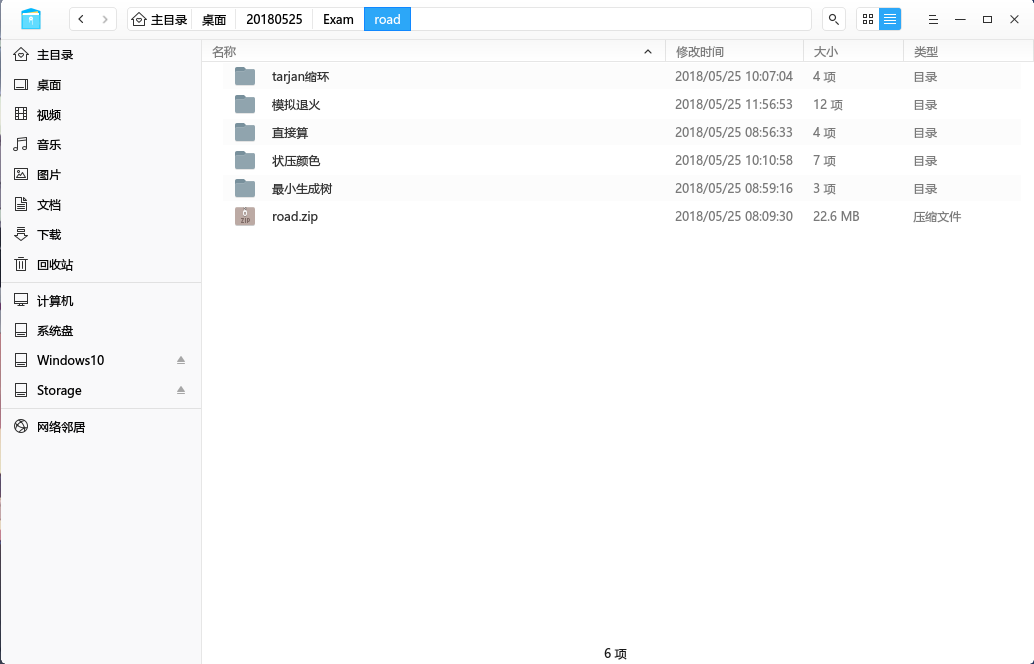 主目录 桌面 20180525 Exam road
主目录
桌面
视频
音乐
图片
文档
下载
回收站
计算机
系统盘
Windows10
Storage
网络邻居
名称 修改时间 大小 类型
tarjan缩环 2018/05/25 10:07:04 4 项 目录
模拟退火 2018/05/25 11:56:53 12 项 目录
直接算 2018/05/25 08:56:33 4 项 目录
状压颜色 2018/05/25 10:10:58 7 项 目录
最小生成树 2018/05/25 08:59:16 3 项 目录
ZIP road.zip 2018/05/25 08:09:30 22.6 MB 压缩文件
6 项